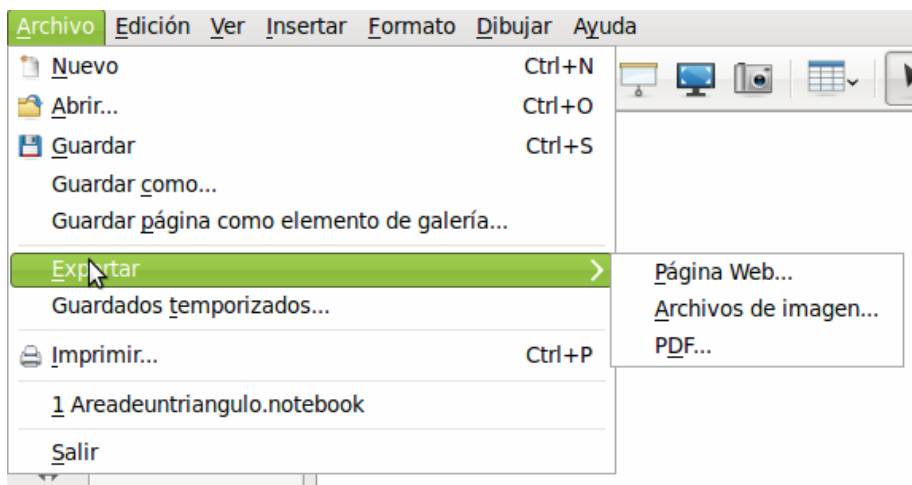 Archivo Edición Ver Insertar Formato Dibujar Ayuda
Nuevo Ctrl+N
Abrir... Ctrl+O
Guardar Ctrl+S
Guardar como...
Guardar página como elemento de galería...
Exportar
Página Web...
Archivos de imagen...
PDF...
Guardados temporizados...
Imprimir... Ctrl+P
1 Areadeuntriangulo.notebook
Salir